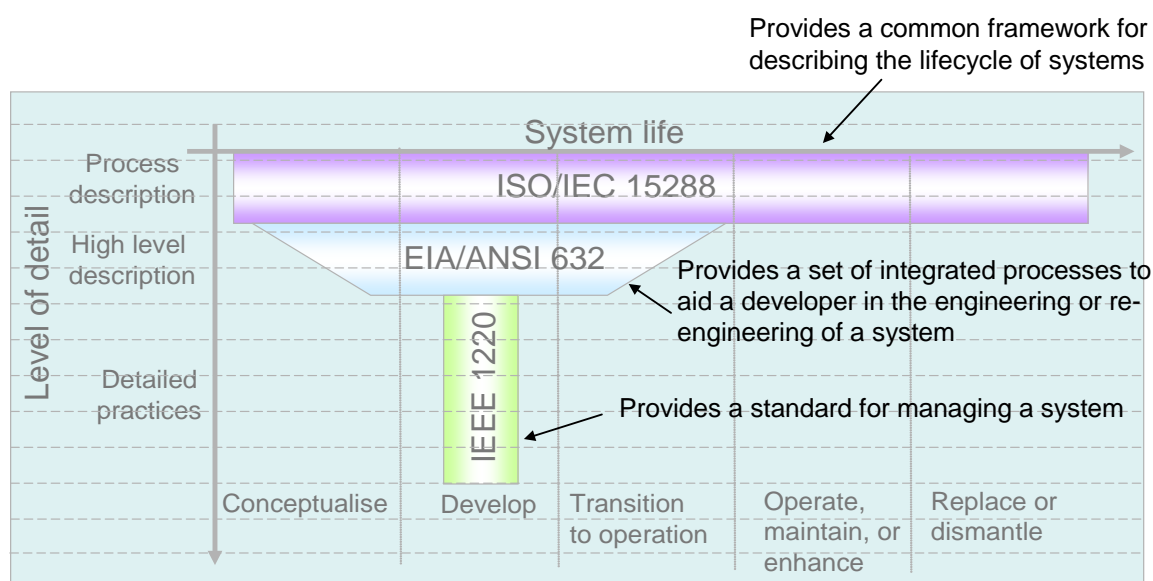 Provides a common framework for
describing the lifecycle of systems
System life
Process
description
ISO/IEC 15288
Level of detail
High level
description
EIA/ANSI 632
Provides a set of integrated processes to
aid a developer in the engineering or re-
engineering of a system
IEEE 1220
Detailed
practices
Provides a standard for managing a system
Conceptualise
Develop
Transition
to operation
Operate,
maintain, or
enhance
Replace or
dismantle